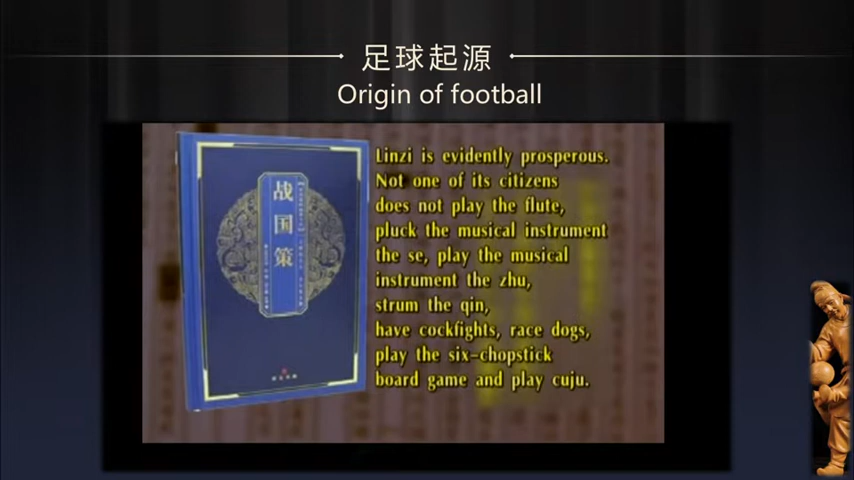 足球起源
Origin of football
战国策
Linzi is evidently prosperous.
Not one of its citizens
does not play the flute,
pluck the musical instrument
the se, play the musical
instrument the zhu,
strum the qin,
have cockfights, race dogs,
play the six-chopstick
board game and play cuju.